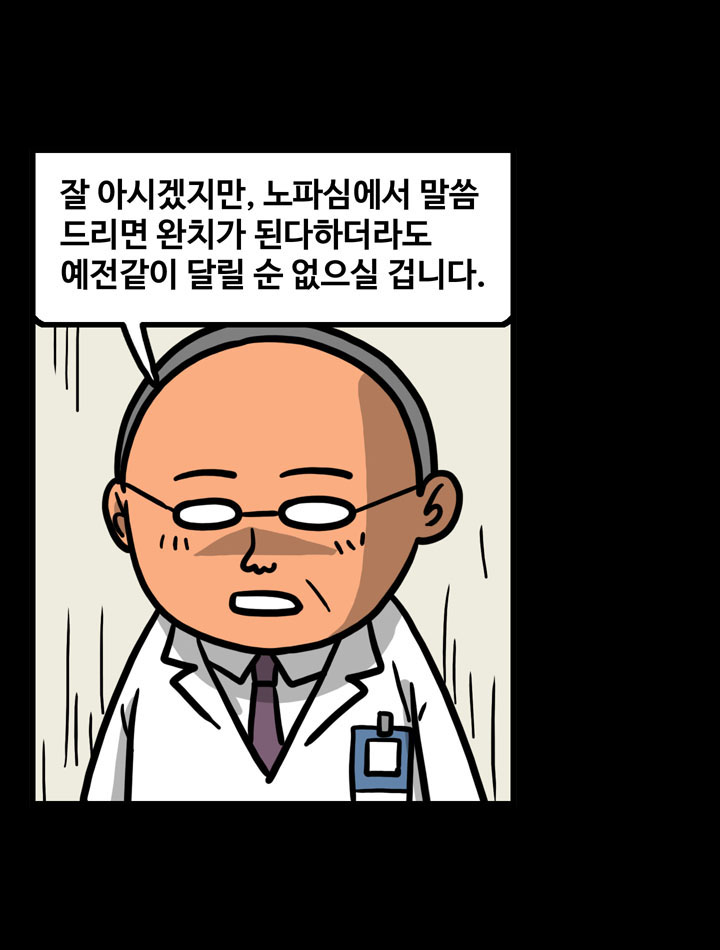 잘 아시겠지만, 노파심에서 말씀
드리면 완치가 된다하더라도
예전같이 달릴 순 없으실 겁니다.